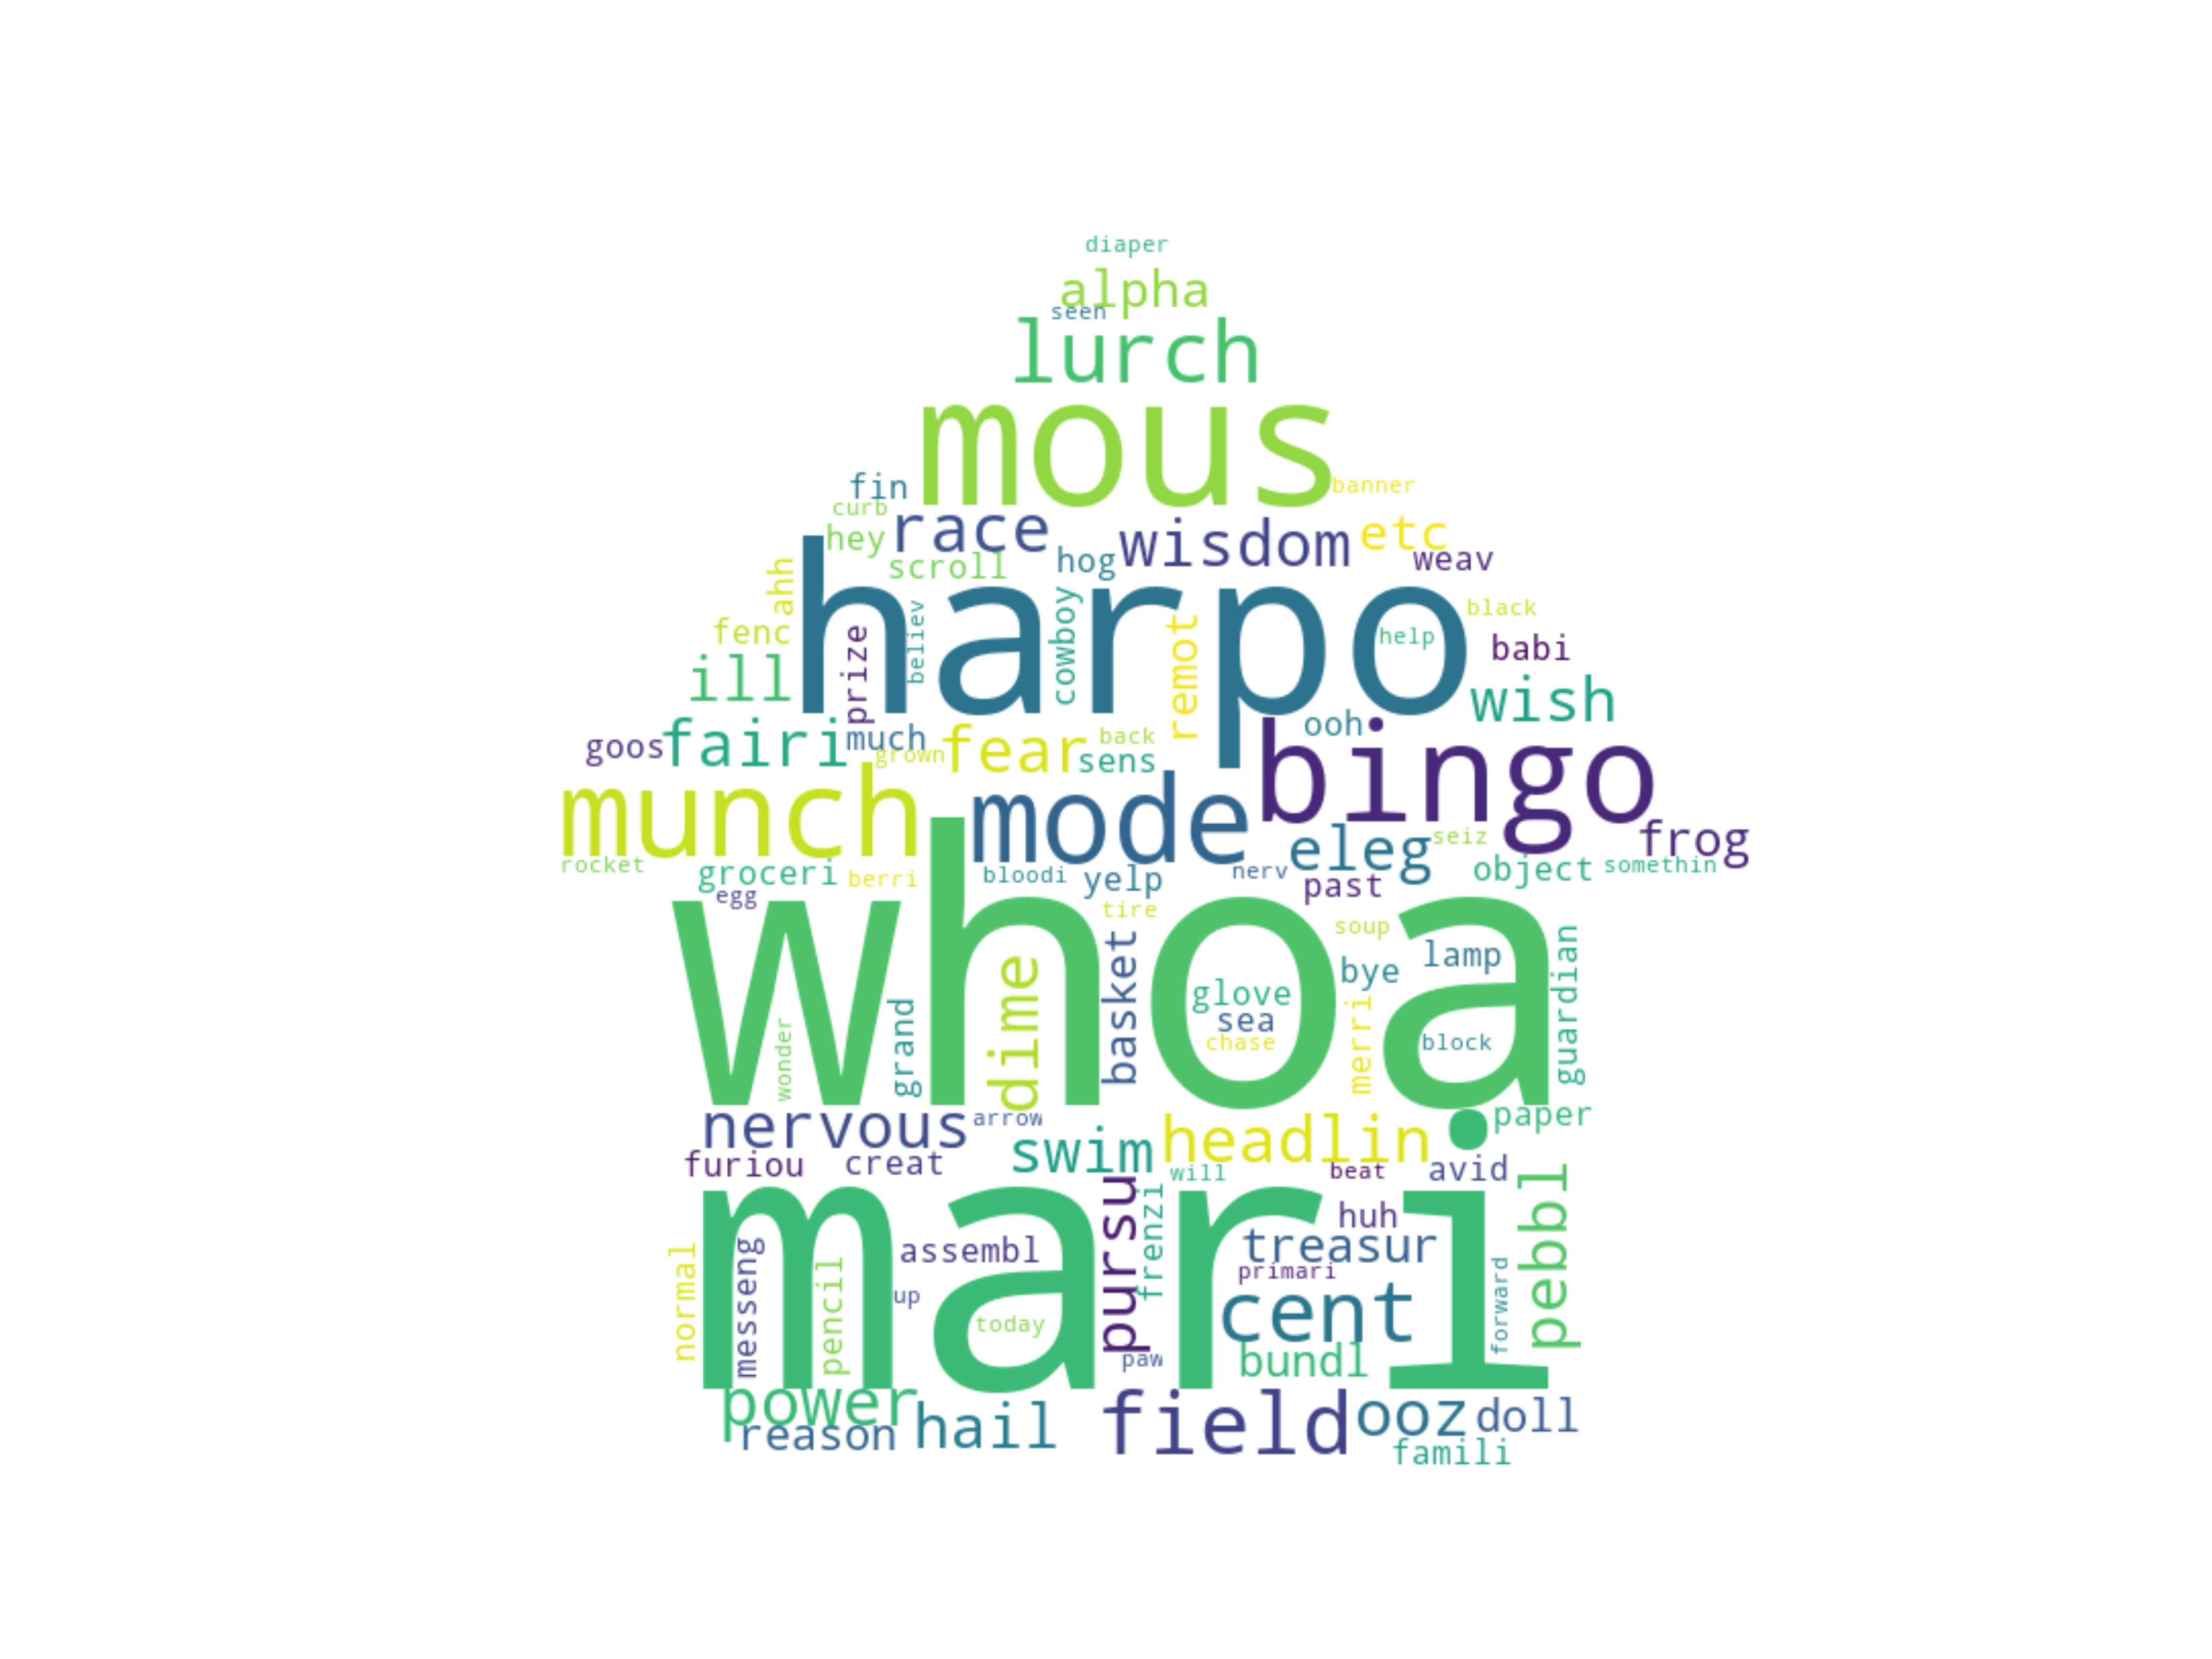 diaper
alpha
seen
lurch
mous
fin
banner
curb
race
hey
wisdom
etc
scroll
hog
weav
ahh
harpo
believ
cowboy
black
fenc
prize
remot
help
babi
ill
wish
goos
fairi
much
grown
fear
back
sens
ooh
bingo
munch
mode
eleg
seiz
frog
rocket
groceri
berri
bloodi
yelp
nerv
past
object
somethin
egg
whoa
tire
soup
dime
basket
lamp
bye
guardian
glove
sea
chase
merri
block
wonder
grand
nervous
arrow
swim
headlin
paper
furiou
creat
will
beat
avid
mari
pursu
frenzi
huh
pebbl
normal
messeng
pencil
assembl
treasur
primari
up
today
cent
forward
paw
bundl
power
reason
hail
field
ooz
doll
famili